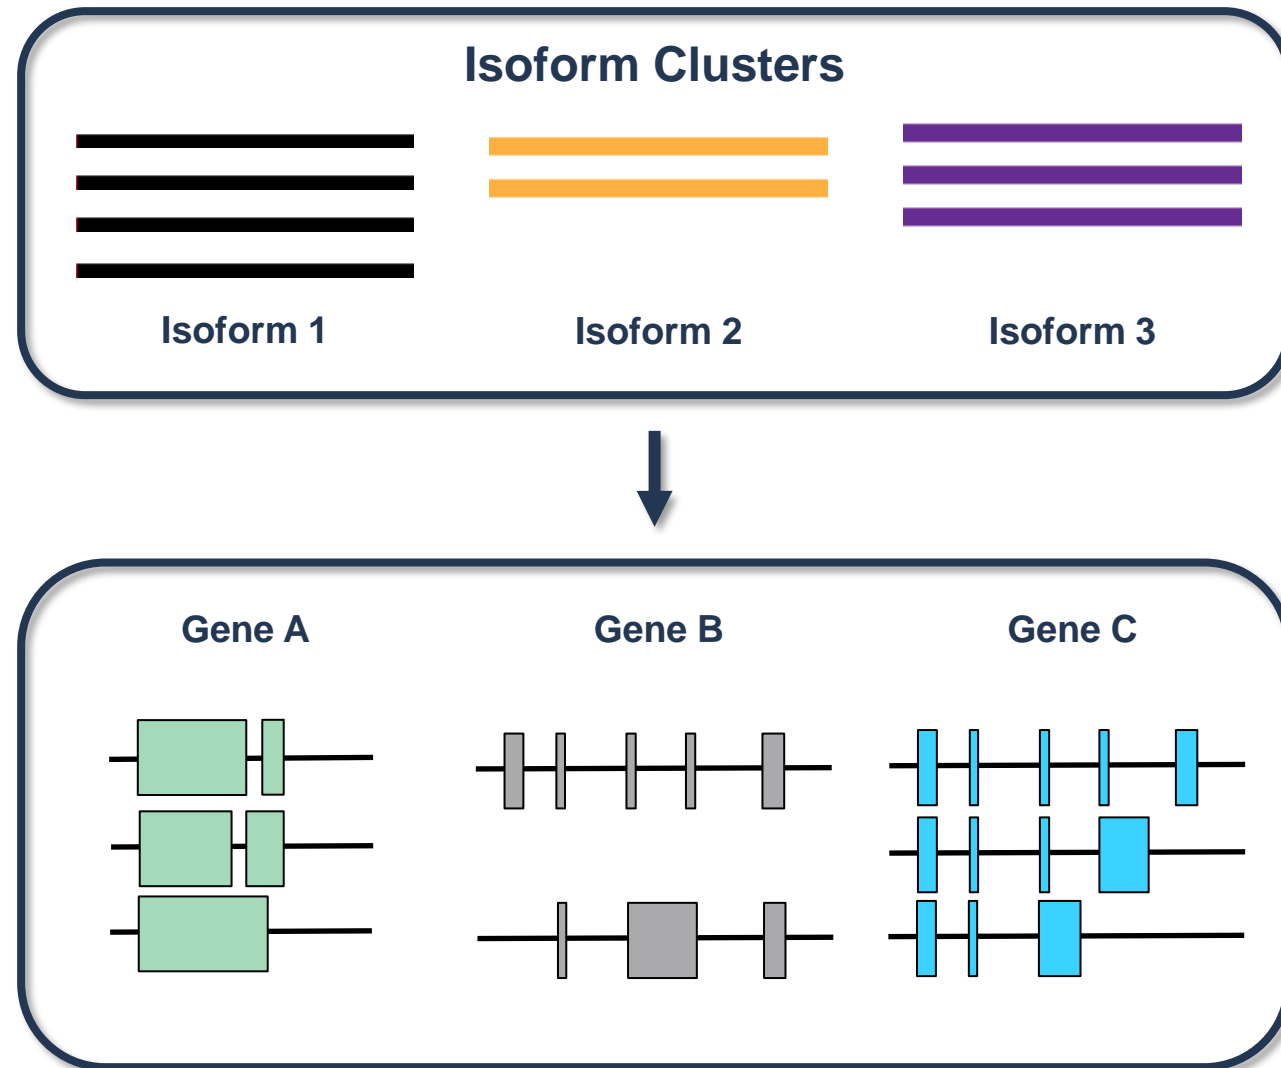 Isoform Clusters
Isoform 1
Isoform 2
Isoform 3
Gene A
Gene B
Gene C